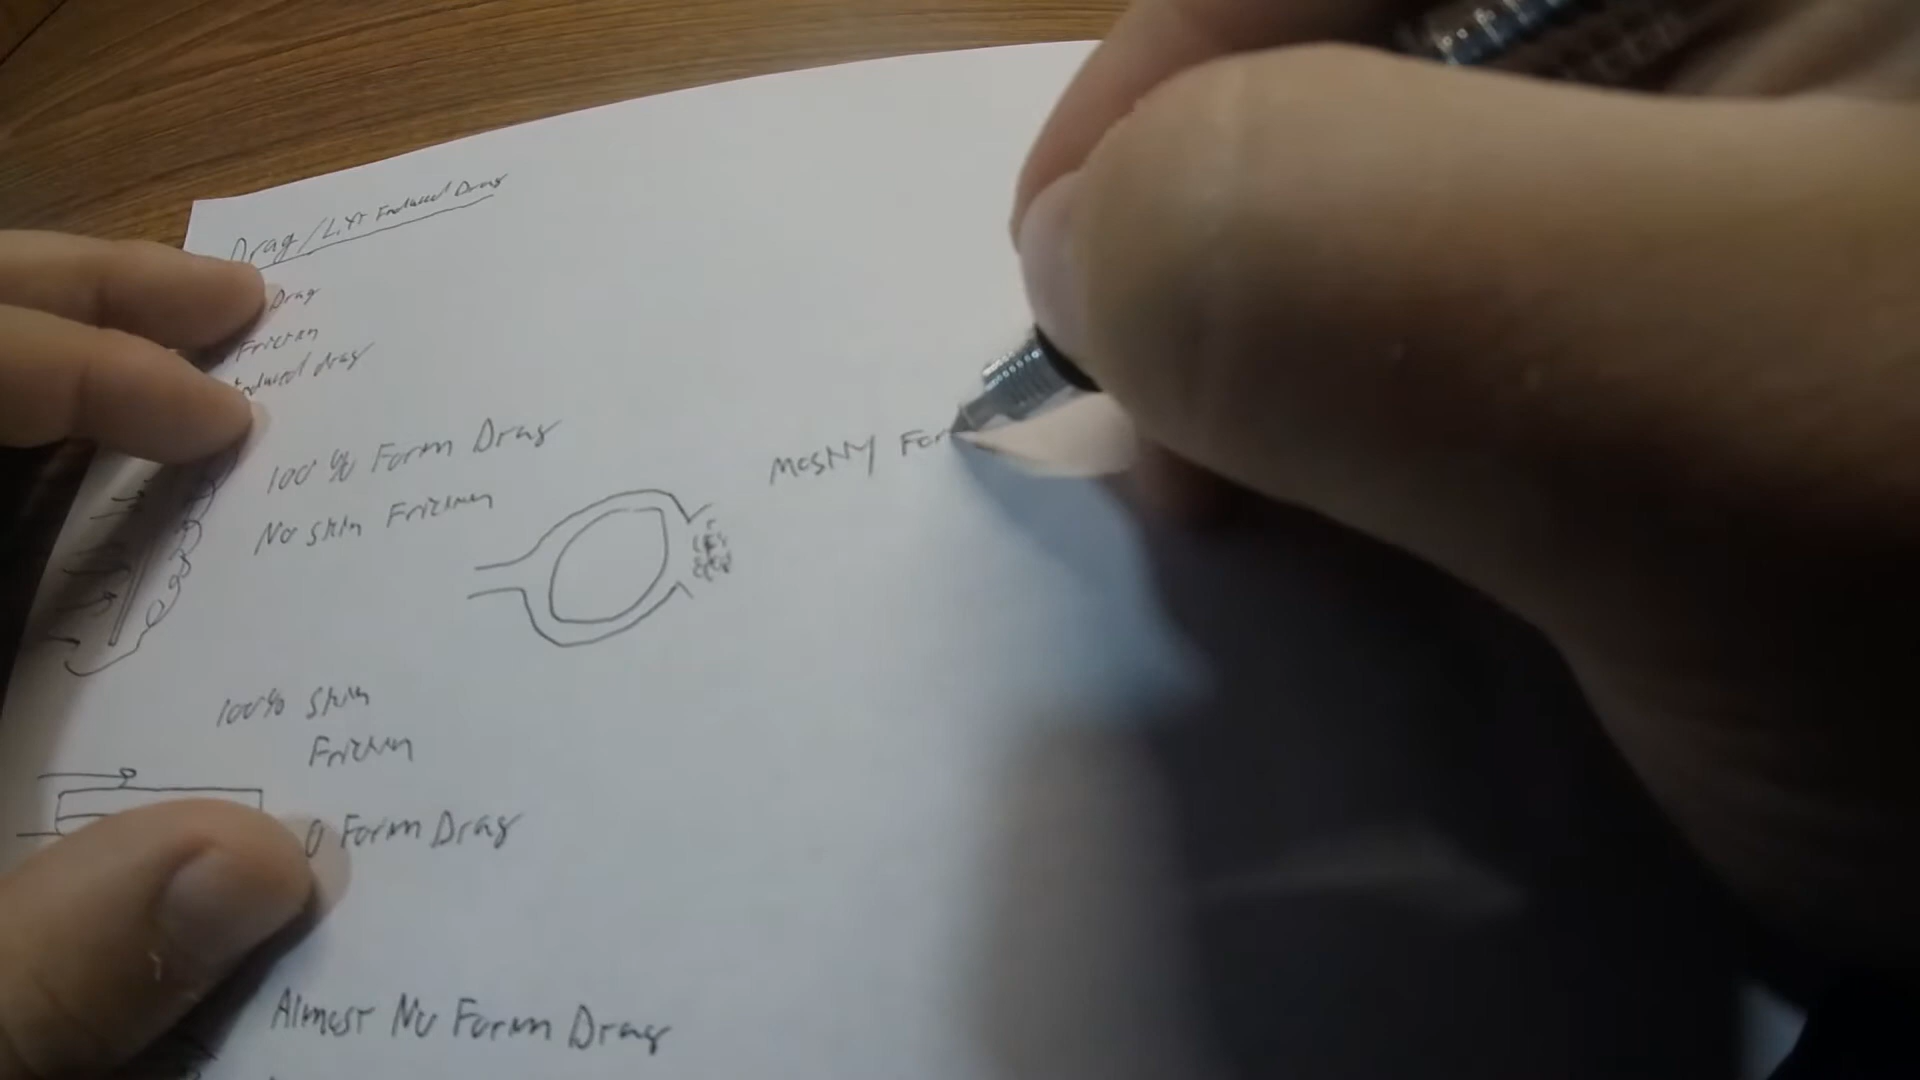 Drag / Lift Induced Drag
Drag
Friction
induced drag
100% Form Drag
No Skin Friction
Mostly For
100% Skin
Friction
0 Form Drag
Almost No Form Drag